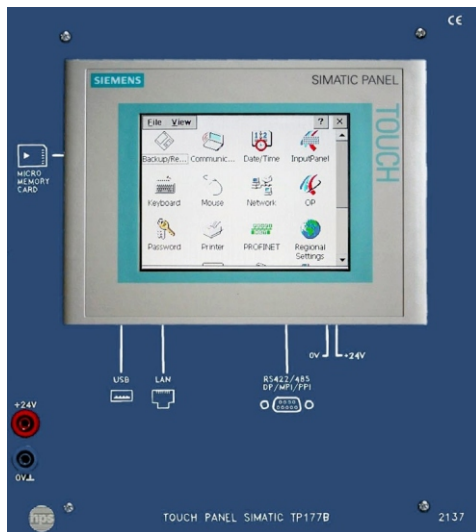 CE
SIEMENS
SIMATIC PANEL
TOUCH
File View ? ×
Backup/Re... Communic... Date/Time InputPanel
Keyboard Mouse Network OP
Password Printer PROFINET Regional Settings
MICRO
MEMORY
CARD
0V +24V
USB LAN RS422/485
DP/MPI/PPI
+24V
0V
hps
TOUCH PANEL SIMATIC TP177B 2137